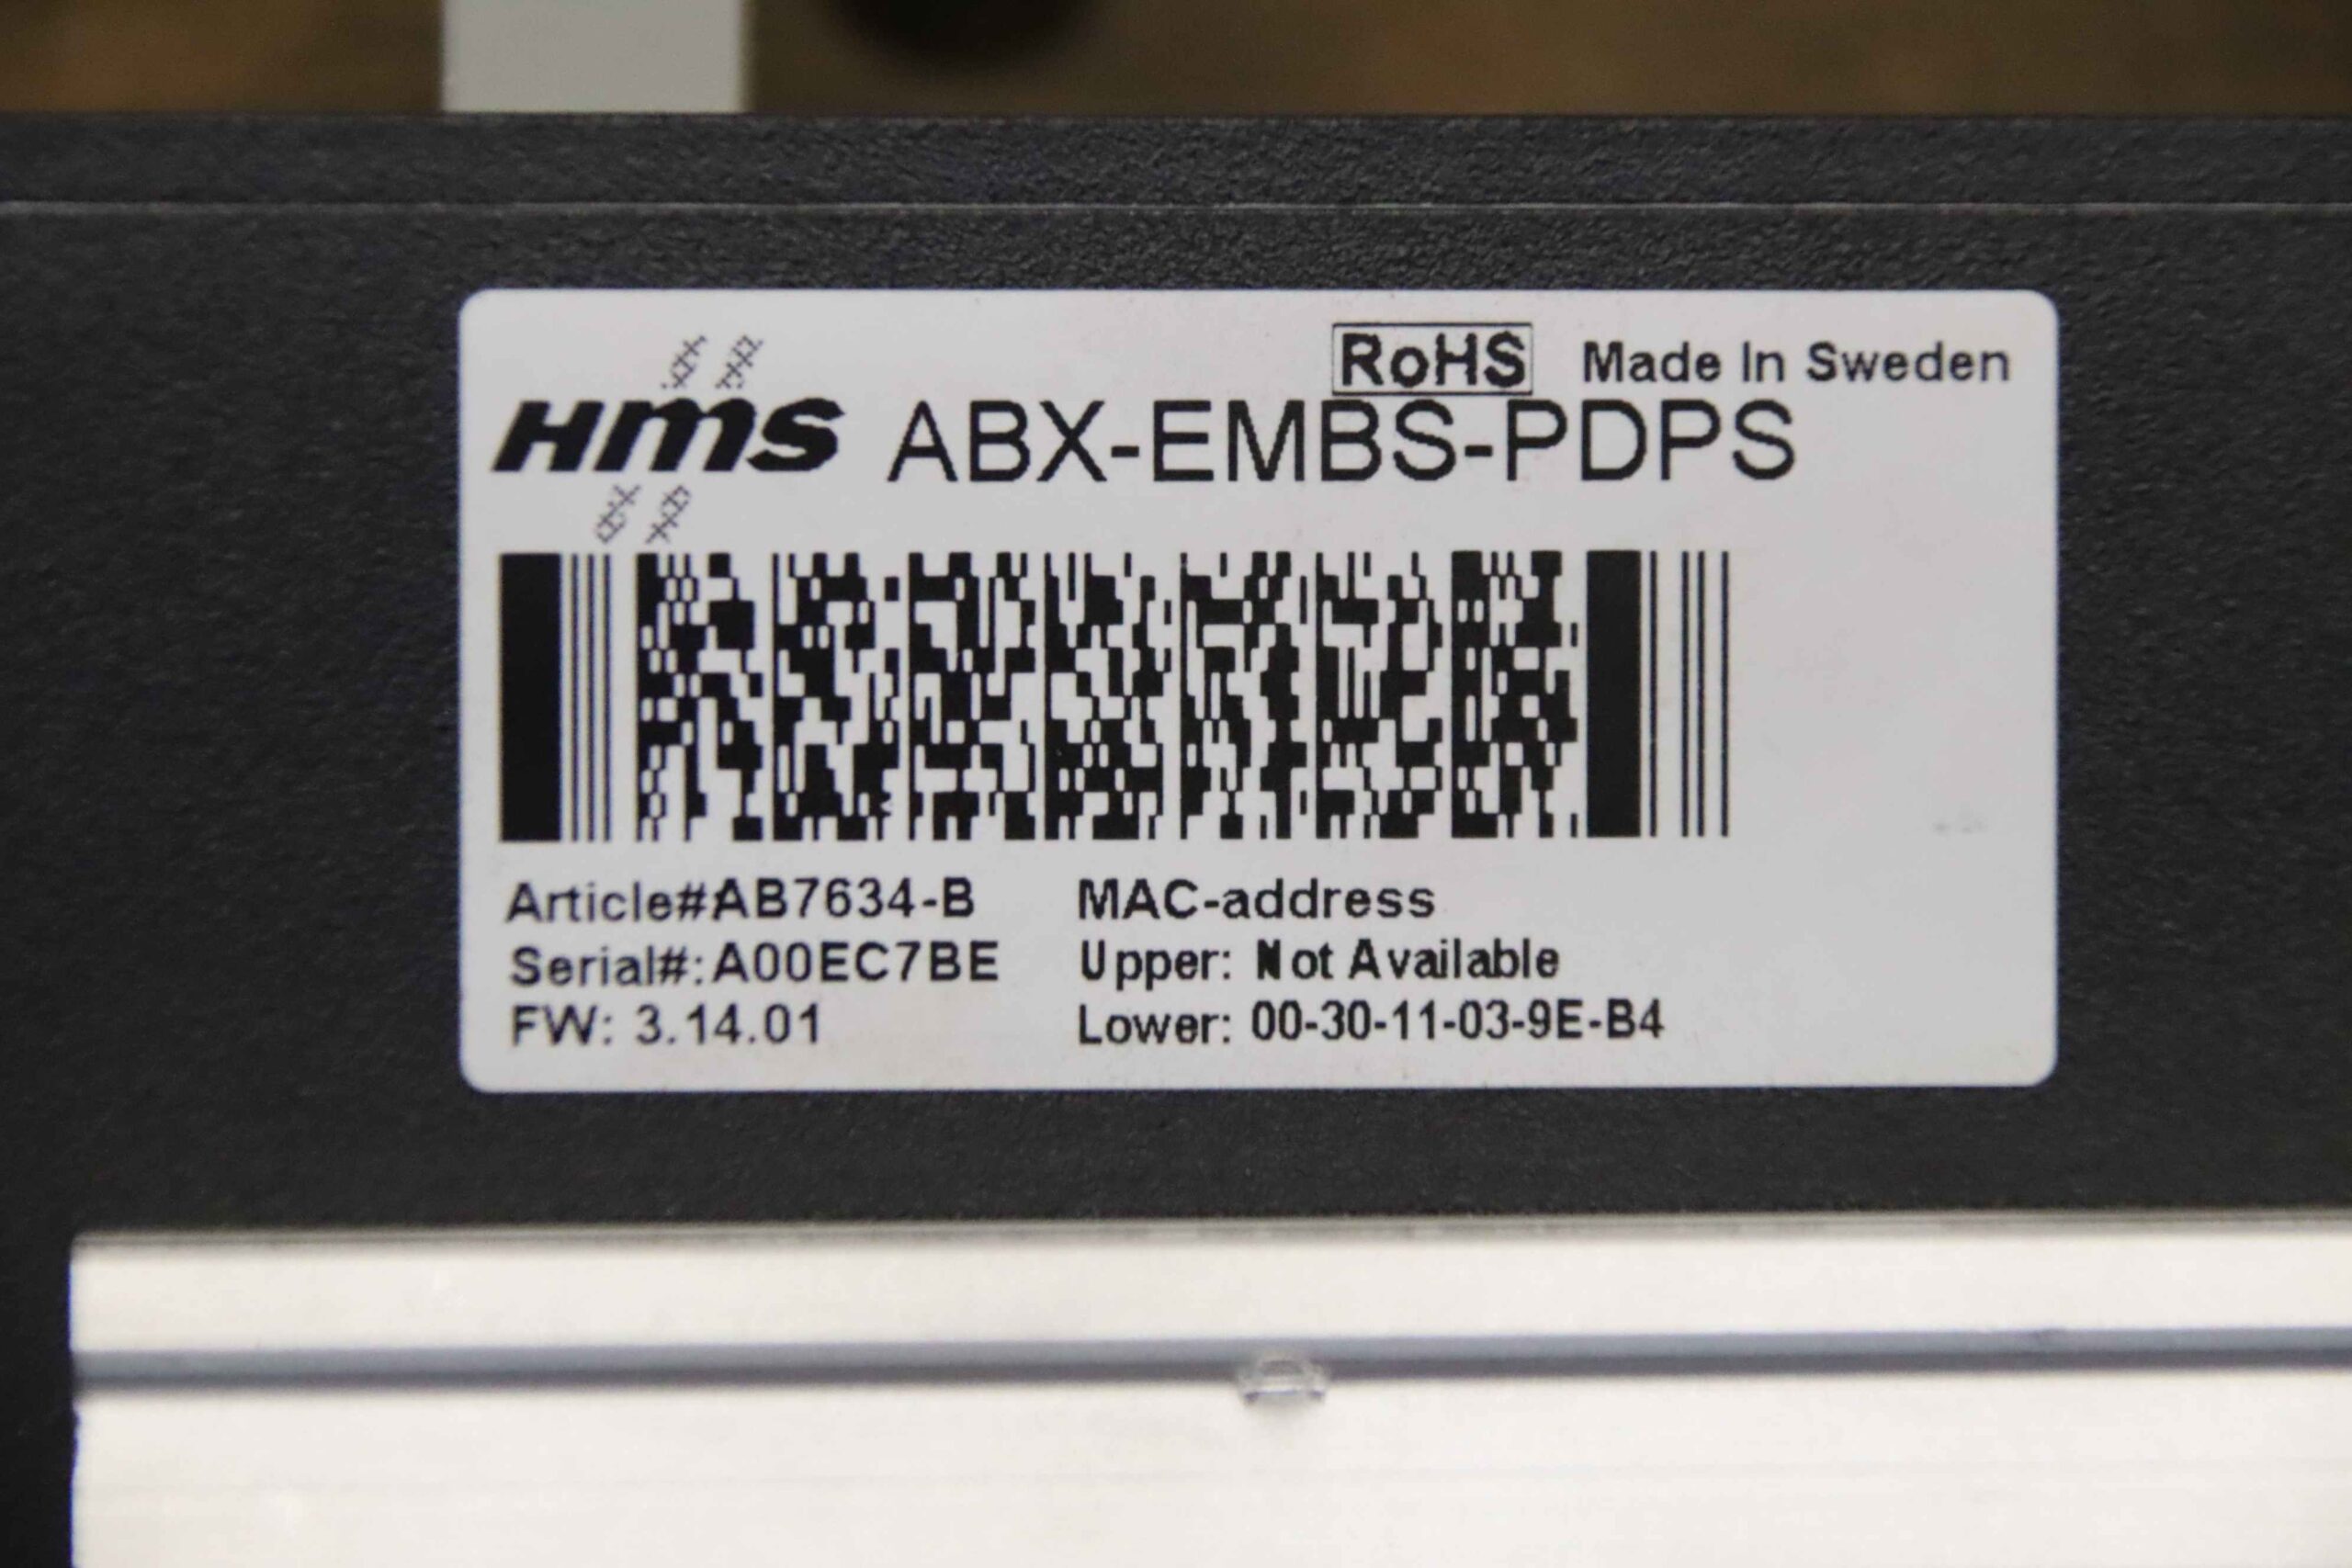 RoHS Made In Sweden
HMS ABX-EMBS-PDPS
Article#AB7634-B MAC-address
Serial#:A00EC7BE Upper: Not Available
FW: 3.14.01 Lower: 00-30-11-03-9E-B4